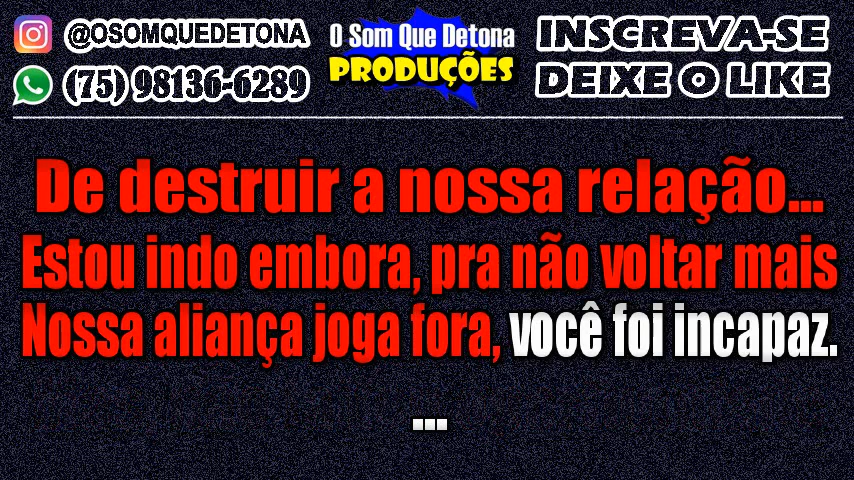 @OSOMQUEDETONA
(75) 98136-6289
O Som Que Detona
PRODUÇÕES
INSCREVA-SE
DEIXE O LIKE
De destruir a nossa relação...
Estou indo embora, pra não voltar mais
Nossa aliança joga fora, você foi incapaz.
...